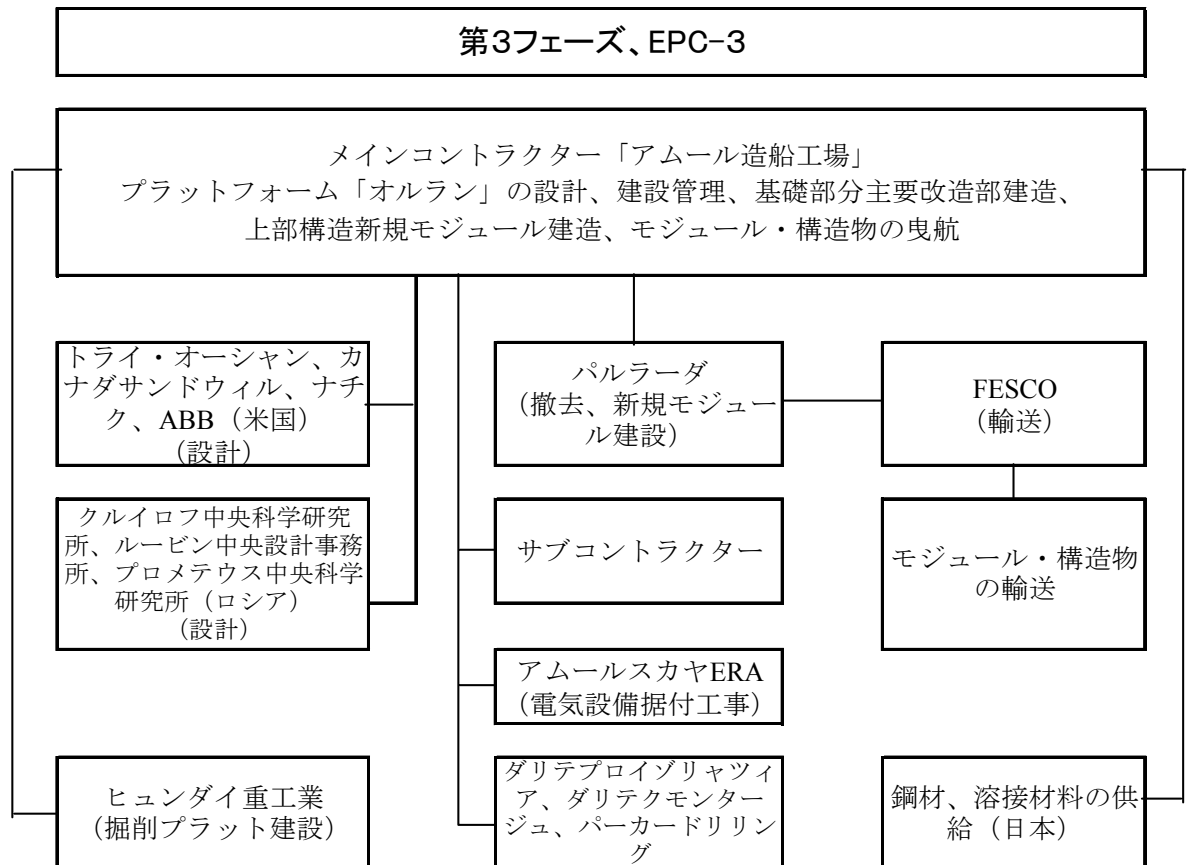 第3フェーズ、EPC-3
メインコントラクター「アムール造船工場」
プラットフォーム「オルラン」の設計、建設管理、基礎部分主要改造部建造、
上部構造新規モジュール建造、モジュール・構造物の曳航
トライ・オーシャン、カ
ナダサンドウィル、ナチ
ク、ABB（米国）
（設計）
パルラーダ
（撤去、新規モジュー
ル建設）
FESCO
（輸送）
クルイロフ中央科学研究
所、ルービン中央設計事務
所、プロメテウス中央科学
研究所（ロシア）
（設計）
サブコントラクター
モジュール・構造物
の輸送
アムールスカヤERA
（電気設備据付工事）
ヒュンダイ重工業
（掘削プラット建設）
ダリテプロイゾリャツィ
ア、ダリテクモンター
ジュ、パーカードリリン
グ
鋼材、溶接材料の供
給（日本）